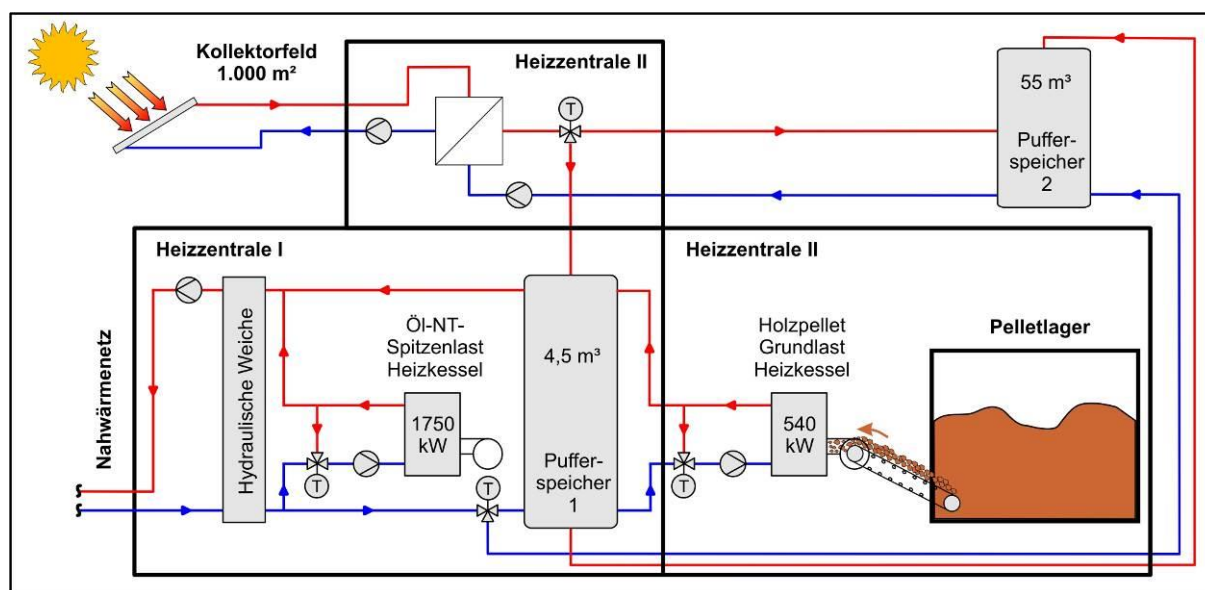 Kollektorfeld
1.000 m²
Heizzentrale II
T
55 m³
Puffer-
speicher
2
Heizzentrale I
Heizzentrale II
Nahwärmenetz
Hydraulische Weiche
Öl-NT-
Spitzenlast
Heizkessel
1750
kW
T
T
4,5 m³
Puffer-
speicher
1
Holzpellet
Grundlast
Heizkessel
540
kW
T
Pelletlager